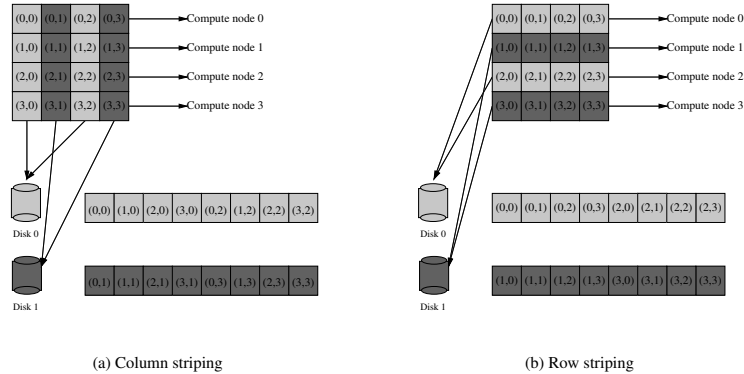 (0,0) (0,1) (0,2) (0,3) Compute node 0
(1,0) (1,1) (1,2) (1,3) Compute node 1
(2,0) (2,1) (2,2) (2,3) Compute node 2
(3,0) (3,1) (3,2) (3,3) Compute node 3
Disk 0
(0,0) (1,0) (2,0) (3,0) (0,2) (1,2) (2,2) (3,2)
Disk 1
(0,1) (1,1) (2,1) (3,1) (0,3) (1,3) (2,3) (3,3)
(a) Column striping
(0,0) (0,1) (0,2) (0,3) Compute node 0
(1,0) (1,1) (1,2) (1,3) Compute node 1
(2,0) (2,1) (2,2) (2,3) Compute node 2
(3,0) (3,1) (3,2) (3,3) Compute node 3
Disk 0
(0,0) (0,1) (0,2) (0,3) (2,0) (2,1) (2,2) (2,3)
Disk 1
(1,0) (1,1) (1,2) (1,3) (3,0) (3,1) (3,2) (3,3)
(b) Row striping